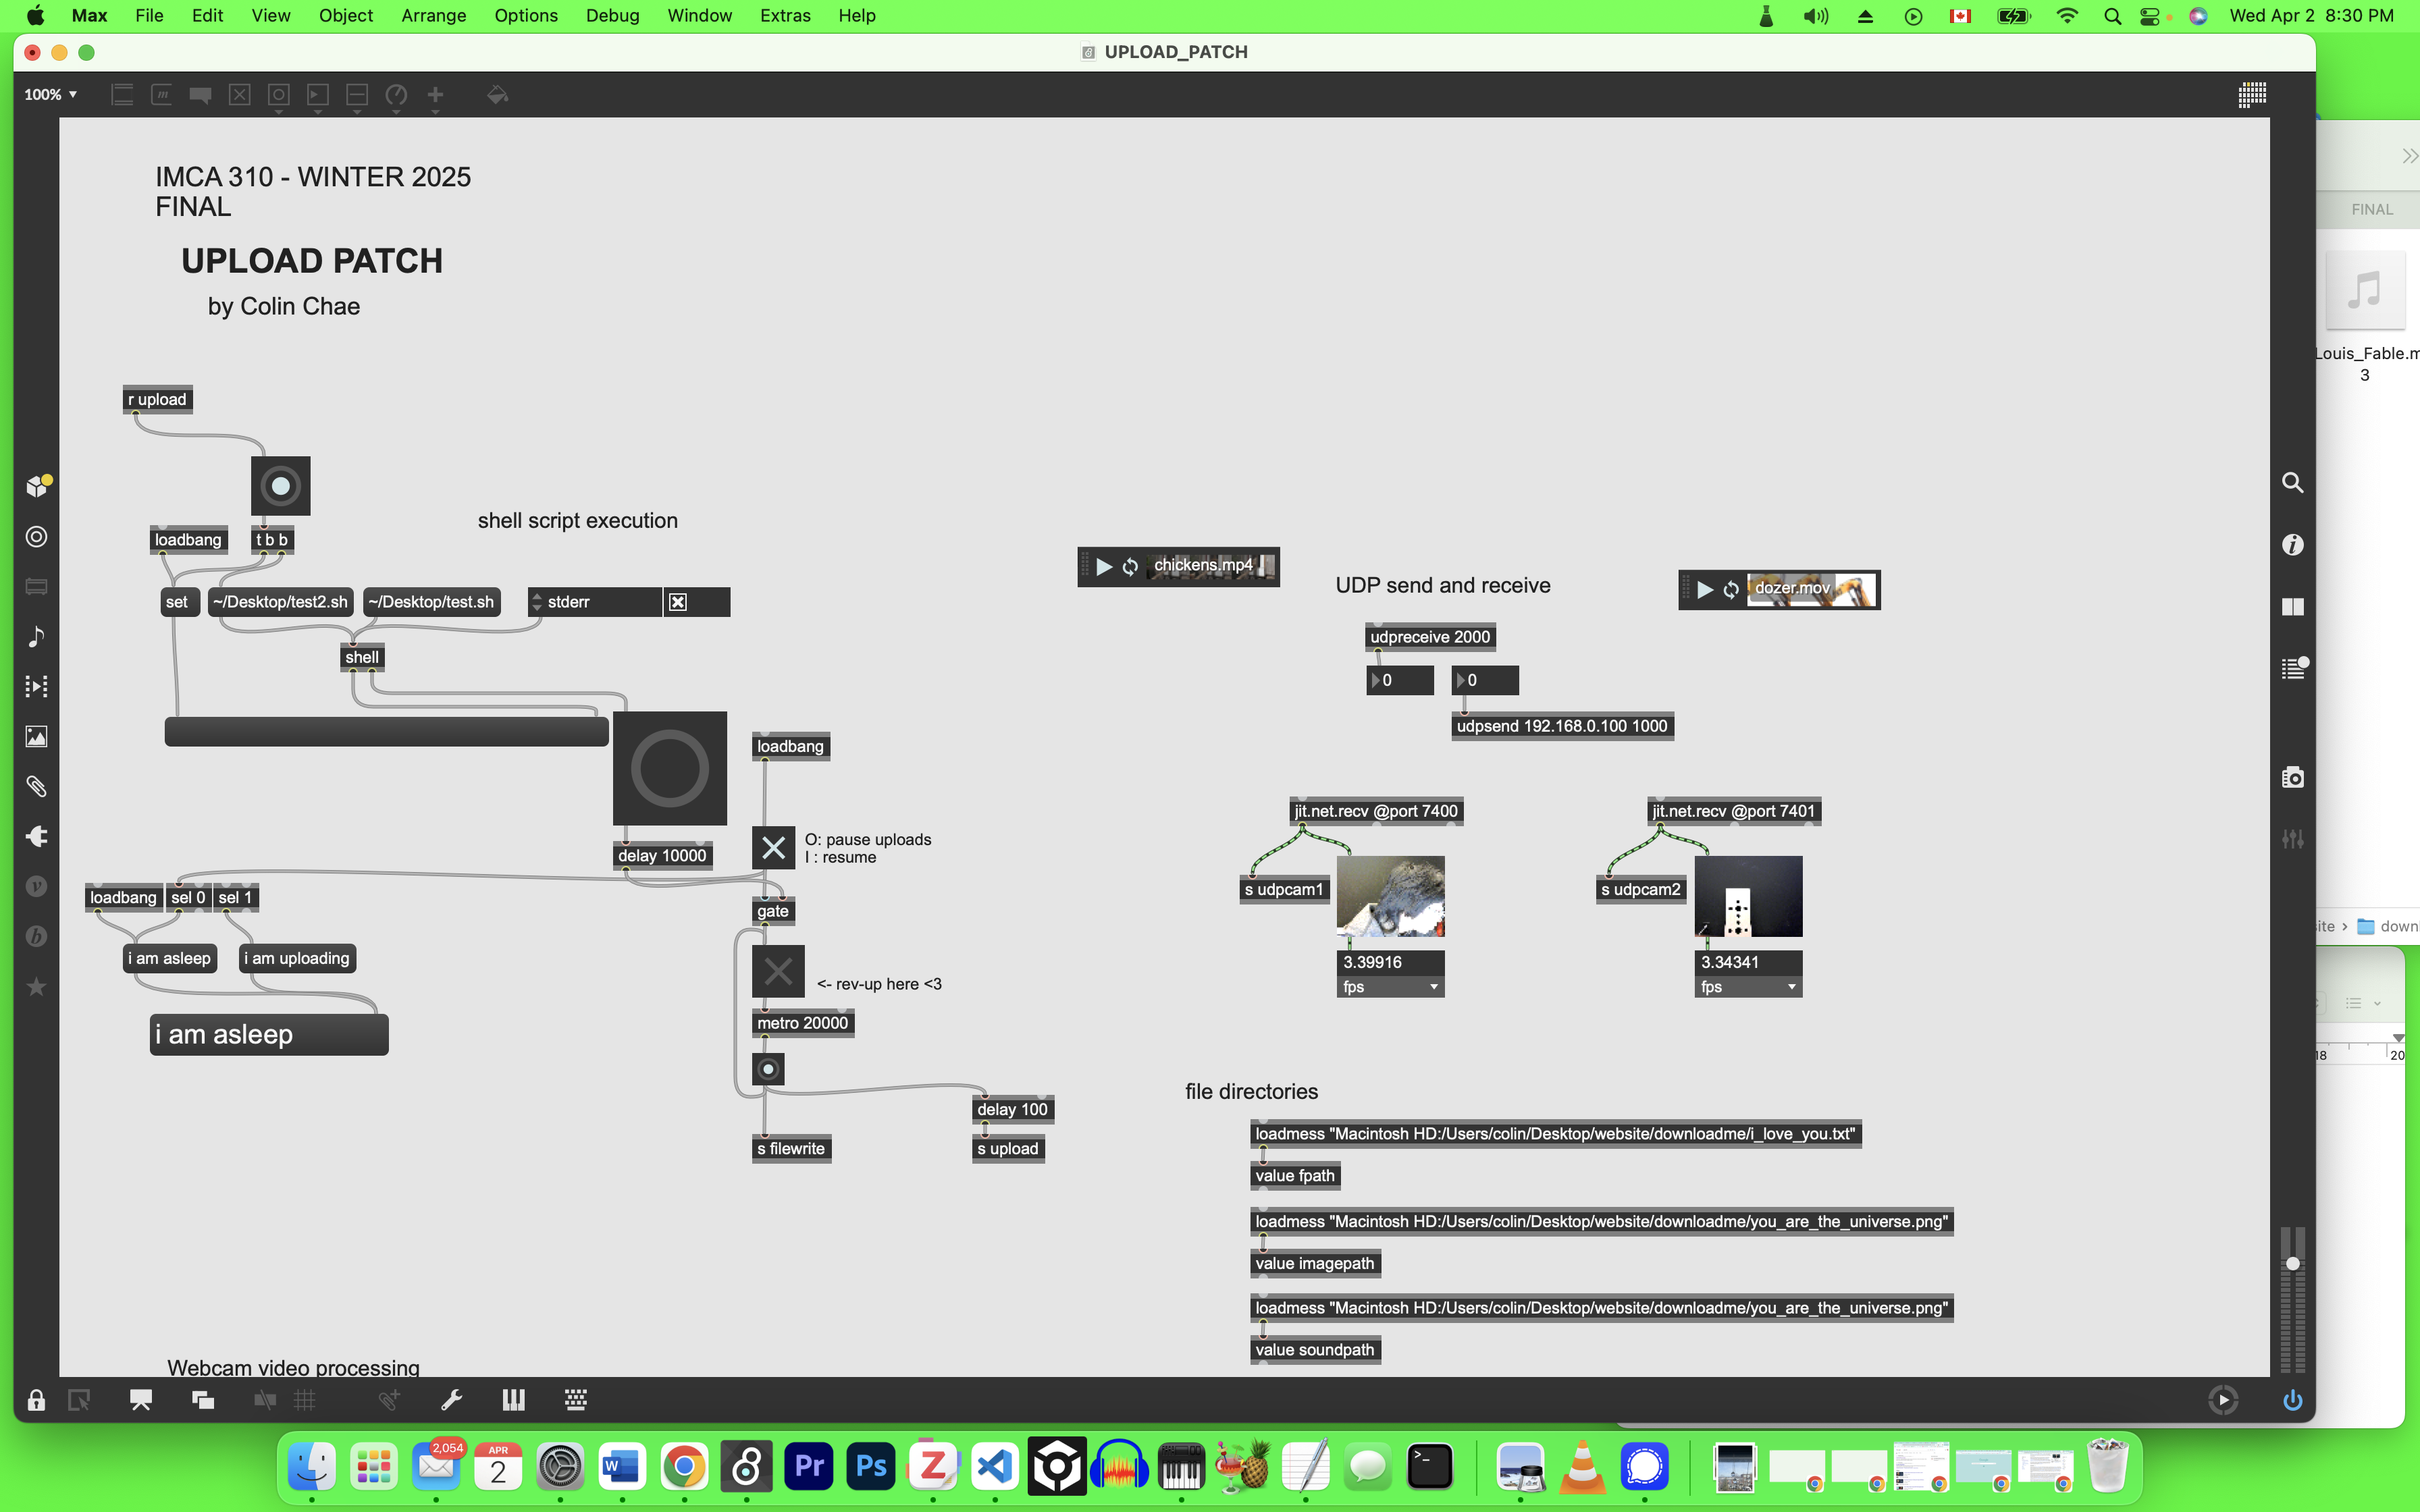 Max File Edit View Object Arrange Options Debug Window Extras Help
Wed Apr 2 8:30 PM
UPLOAD_PATCH
100%
FINAL
IMCA 310 - WINTER 2025
FINAL
UPLOAD PATCH
by Colin Chae
Louis_Fable.m
3
r upload
shell script execution
loadbang
t b b
set
~/Desktop/test2.sh
~/Desktop/test.sh
stderr
shell
chickens.mp4
UDP send and receive
dozer.mov
udpreceive 2000
0
0
udpsend 192.168.0.100 1000
loadbang
O: pause uploads
I : resume
delay 10000
loadbang
sel 0
sel 1
gate
i am asleep
i am uploading
<- rev-up here <3
metro 20000
i am asleep
delay 100
s filewrite
s upload
jit.net.recv @port 7400
jit.net.recv @port 7401
s udpcam1
s udpcam2
3.39916
fps
3.34341
fps
site
down
18
20
file directories
loadmess "Macintosh HD:/Users/colin/Desktop/website/downloadme/i_love_you.txt"
value fpath
loadmess "Macintosh HD:/Users/colin/Desktop/website/downloadme/you_are_the_universe.png"
value imagepath
loadmess "Macintosh HD:/Users/colin/Desktop/website/downloadme/you_are_the_universe.png"
value soundpath
Webcam video processing
2,054
APR
2
W
Pr
Ps
Z
>_